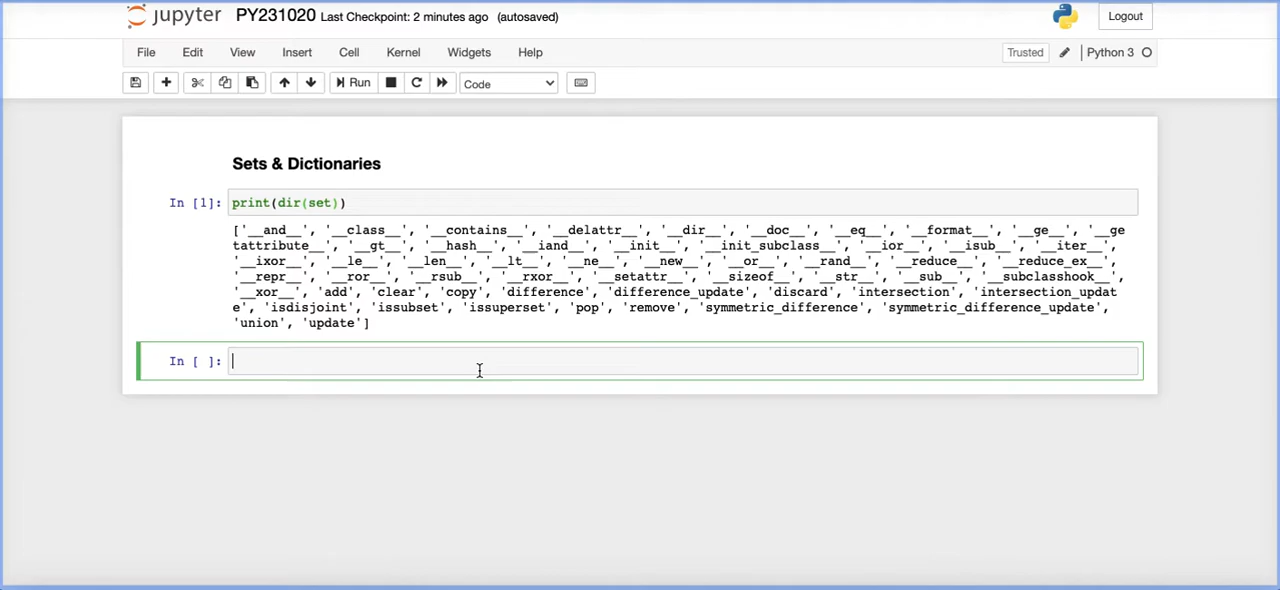 jupyter PY231020 Last Checkpoint: 2 minutes ago (autosaved) Logout
File Edit View Insert Cell Kernel Widgets Help Trusted Python 3
Run Code
Sets & Dictionaries
In [1]: print(dir(set))
['__and__', '__class__', '__contains__', '__delattr__', '__dir__', '__doc__', '__eq__', '__format__', '__ge__', '__ge
tattribute__', '__gt__', '__hash__', '__iand__', '__init__', '__init_subclass__', '__ior__', '__isub__', '__iter__',
'__ixor__', '__le__', '__len__', '__lt__', '__ne__', '__new__', '__or__', '__rand__', '__reduce__', '__reduce_ex__',
'__repr__', '__ror__', '__rsub__', '__rxor__', '__setattr__', '__sizeof__', '__str__', '__sub__', '__subclasshook__',
'__xor__', 'add', 'clear', 'copy', 'difference', 'difference_update', 'discard', 'intersection', 'intersection_updat
e', 'isdisjoint', 'issubset', 'issuperset', 'pop', 'remove', 'symmetric_difference', 'symmetric_difference_update',
'union', 'update']
In [ ]: